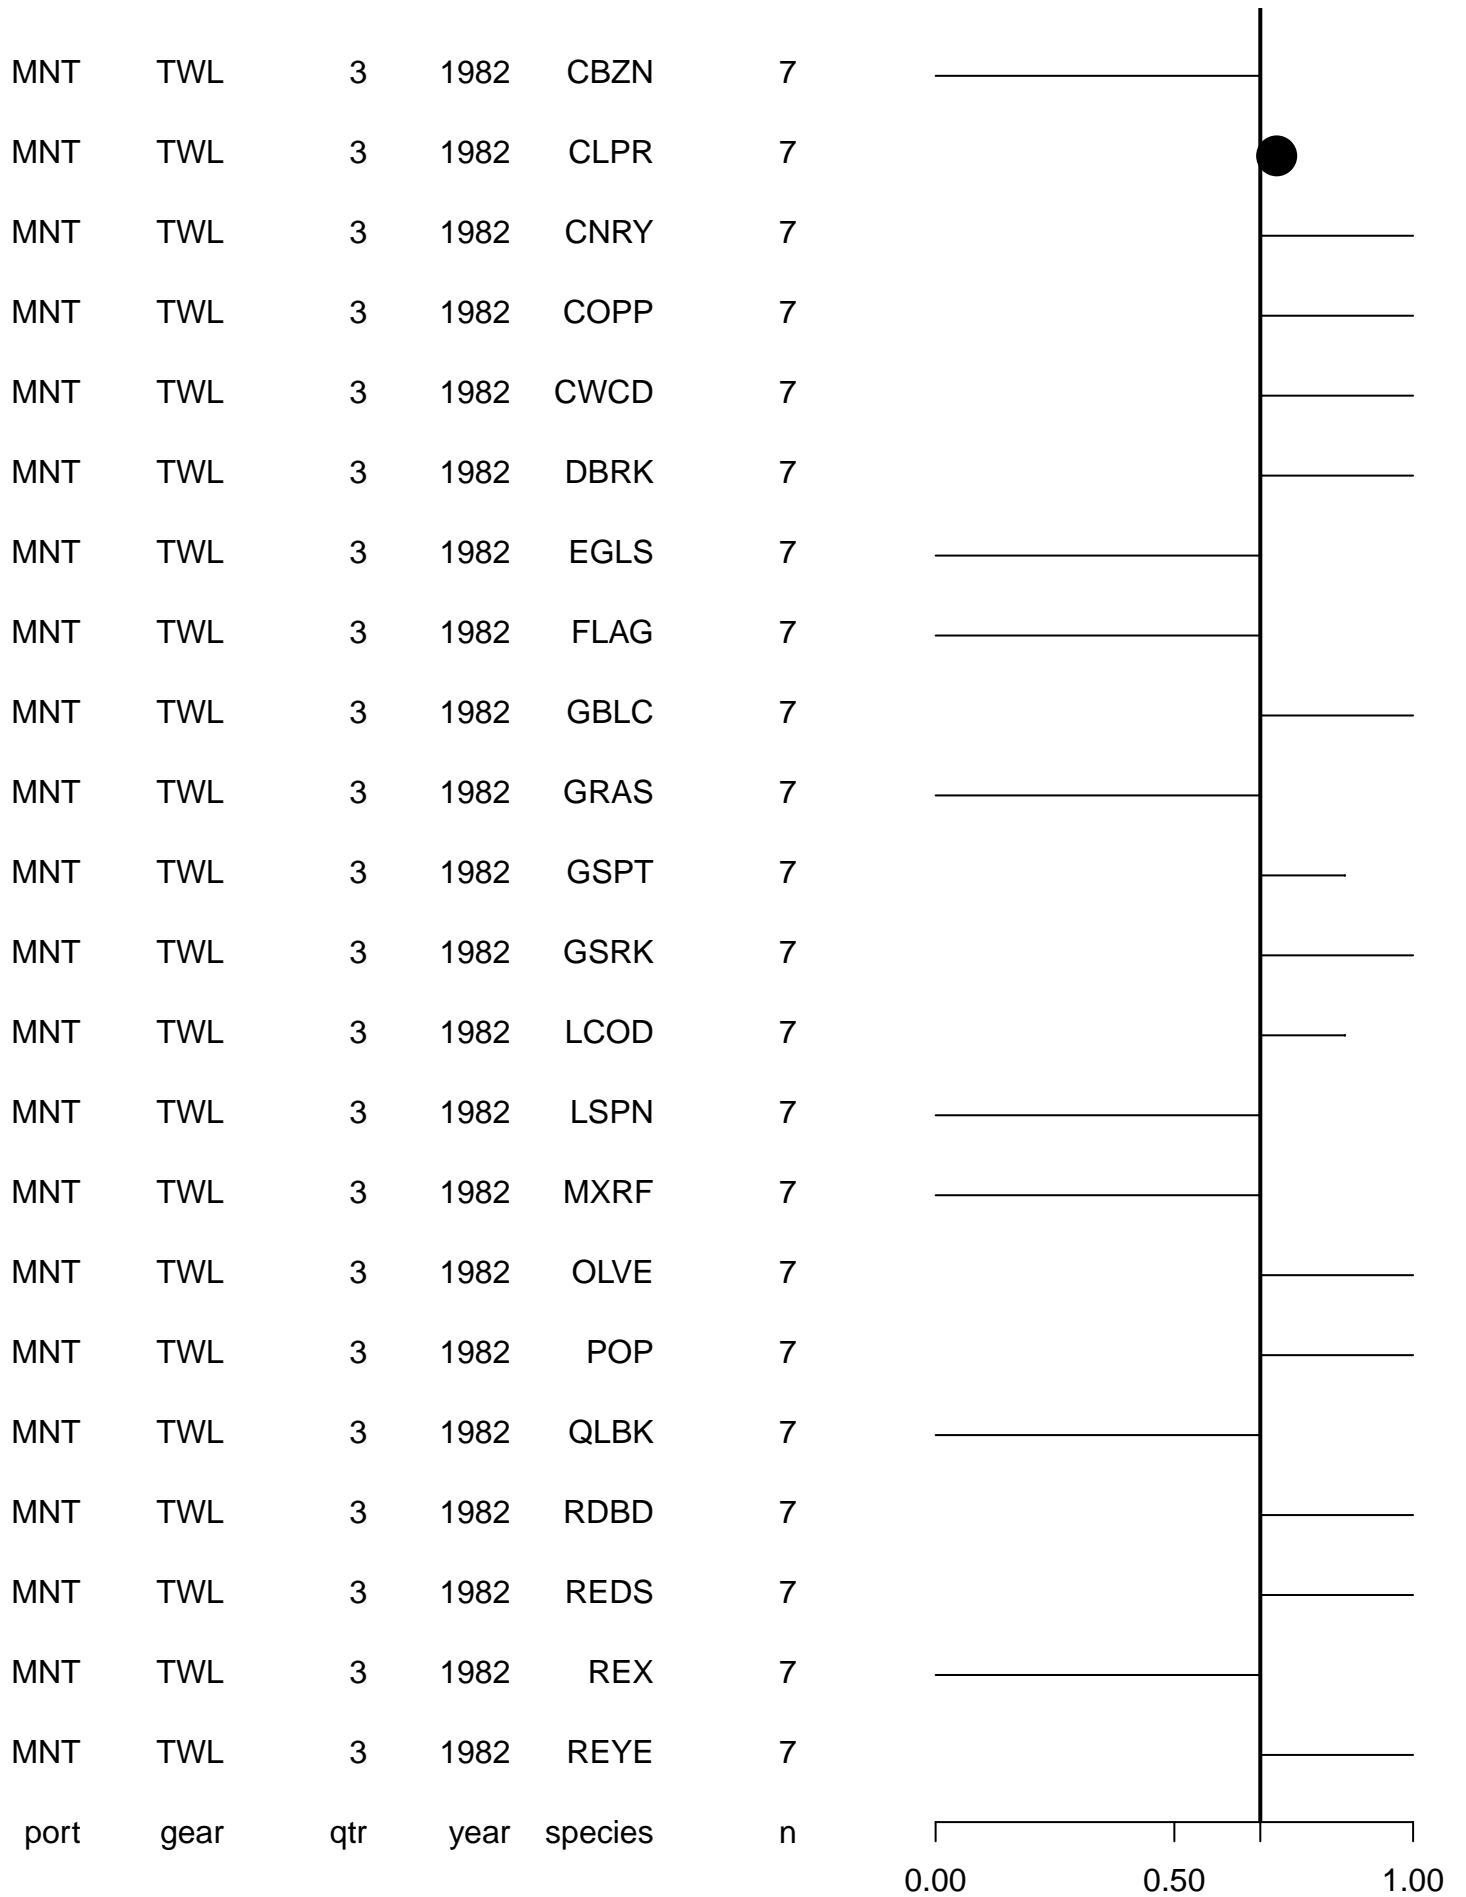 MNT TWL 3 1982 CBZN 7
MNT TWL 3 1982 CLPR 7
MNT TWL 3 1982 CNRY 7
MNT TWL 3 1982 COPP 7
MNT TWL 3 1982 CWCD 7
MNT TWL 3 1982 DBRK 7
MNT TWL 3 1982 EGLS 7
MNT TWL 3 1982 FLAG 7
MNT TWL 3 1982 GBLC 7
MNT TWL 3 1982 GRAS 7
MNT TWL 3 1982 GSPT 7
MNT TWL 3 1982 GSRK 7
MNT TWL 3 1982 LCOD 7
MNT TWL 3 1982 LSPN 7
MNT TWL 3 1982 MXRF 7
MNT TWL 3 1982 OLVE 7
MNT TWL 3 1982 POP 7
MNT TWL 3 1982 QLBK 7
MNT TWL 3 1982 RDBD 7
MNT TWL 3 1982 REDS 7
MNT TWL 3 1982 REX 7
MNT TWL 3 1982 REYE 7
port gear qtr year species n
0.00 0.50 1.00